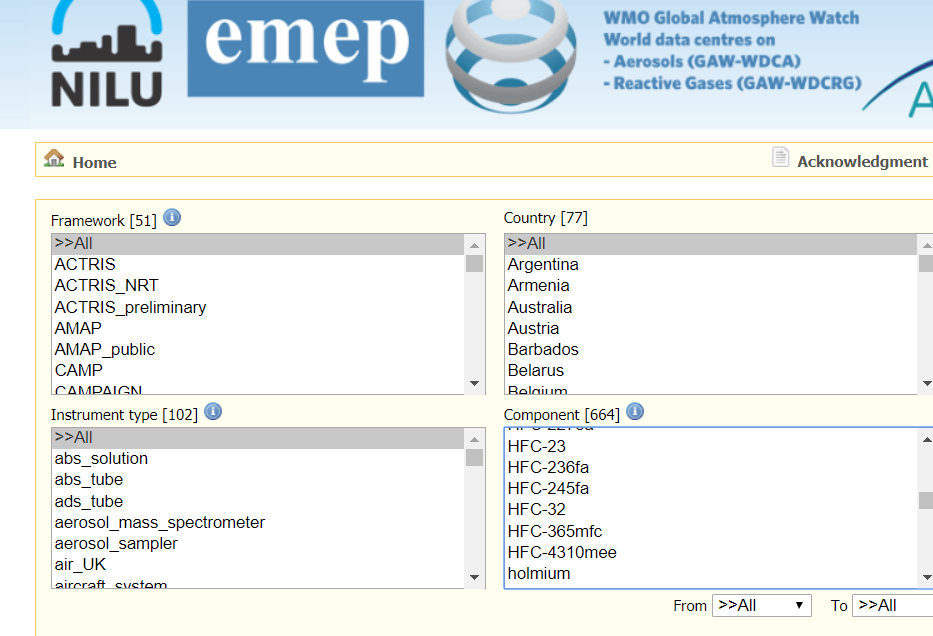 NILU
emep
WMO Global Atmosphere Watch
World data centres on
- Aerosols (GAW-WDCA)
- Reactive Gases (GAW-WDCRG)
A
Home
Acknowledgment
Framework [51]
>>All
ACTRIS
ACTRIS_NRT
ACTRIS_preliminary
AMAP
AMAP_public
CAMP
CAMPAIGN
Country [77]
>>All
Argentina
Armenia
Australia
Austria
Barbados
Belarus
Belgium
Instrument type [102]
>>All
abs_solution
abs_tube
ads_tube
aerosol_mass_spectrometer
aerosol_sampler
air_UK
aircraft_system
Component [664]
HFC-23
HFC-236fa
HFC-245fa
HFC-32
HFC-365mfc
HFC-4310mee
holmium
From >>All To >>All